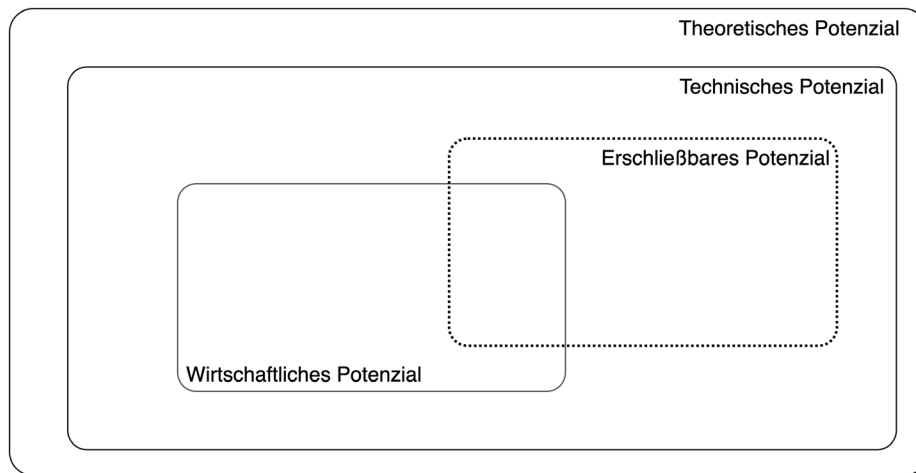 Theoretisches Potenzial
Technisches Potenzial
Erschließbares Potenzial
Wirtschaftliches Potenzial